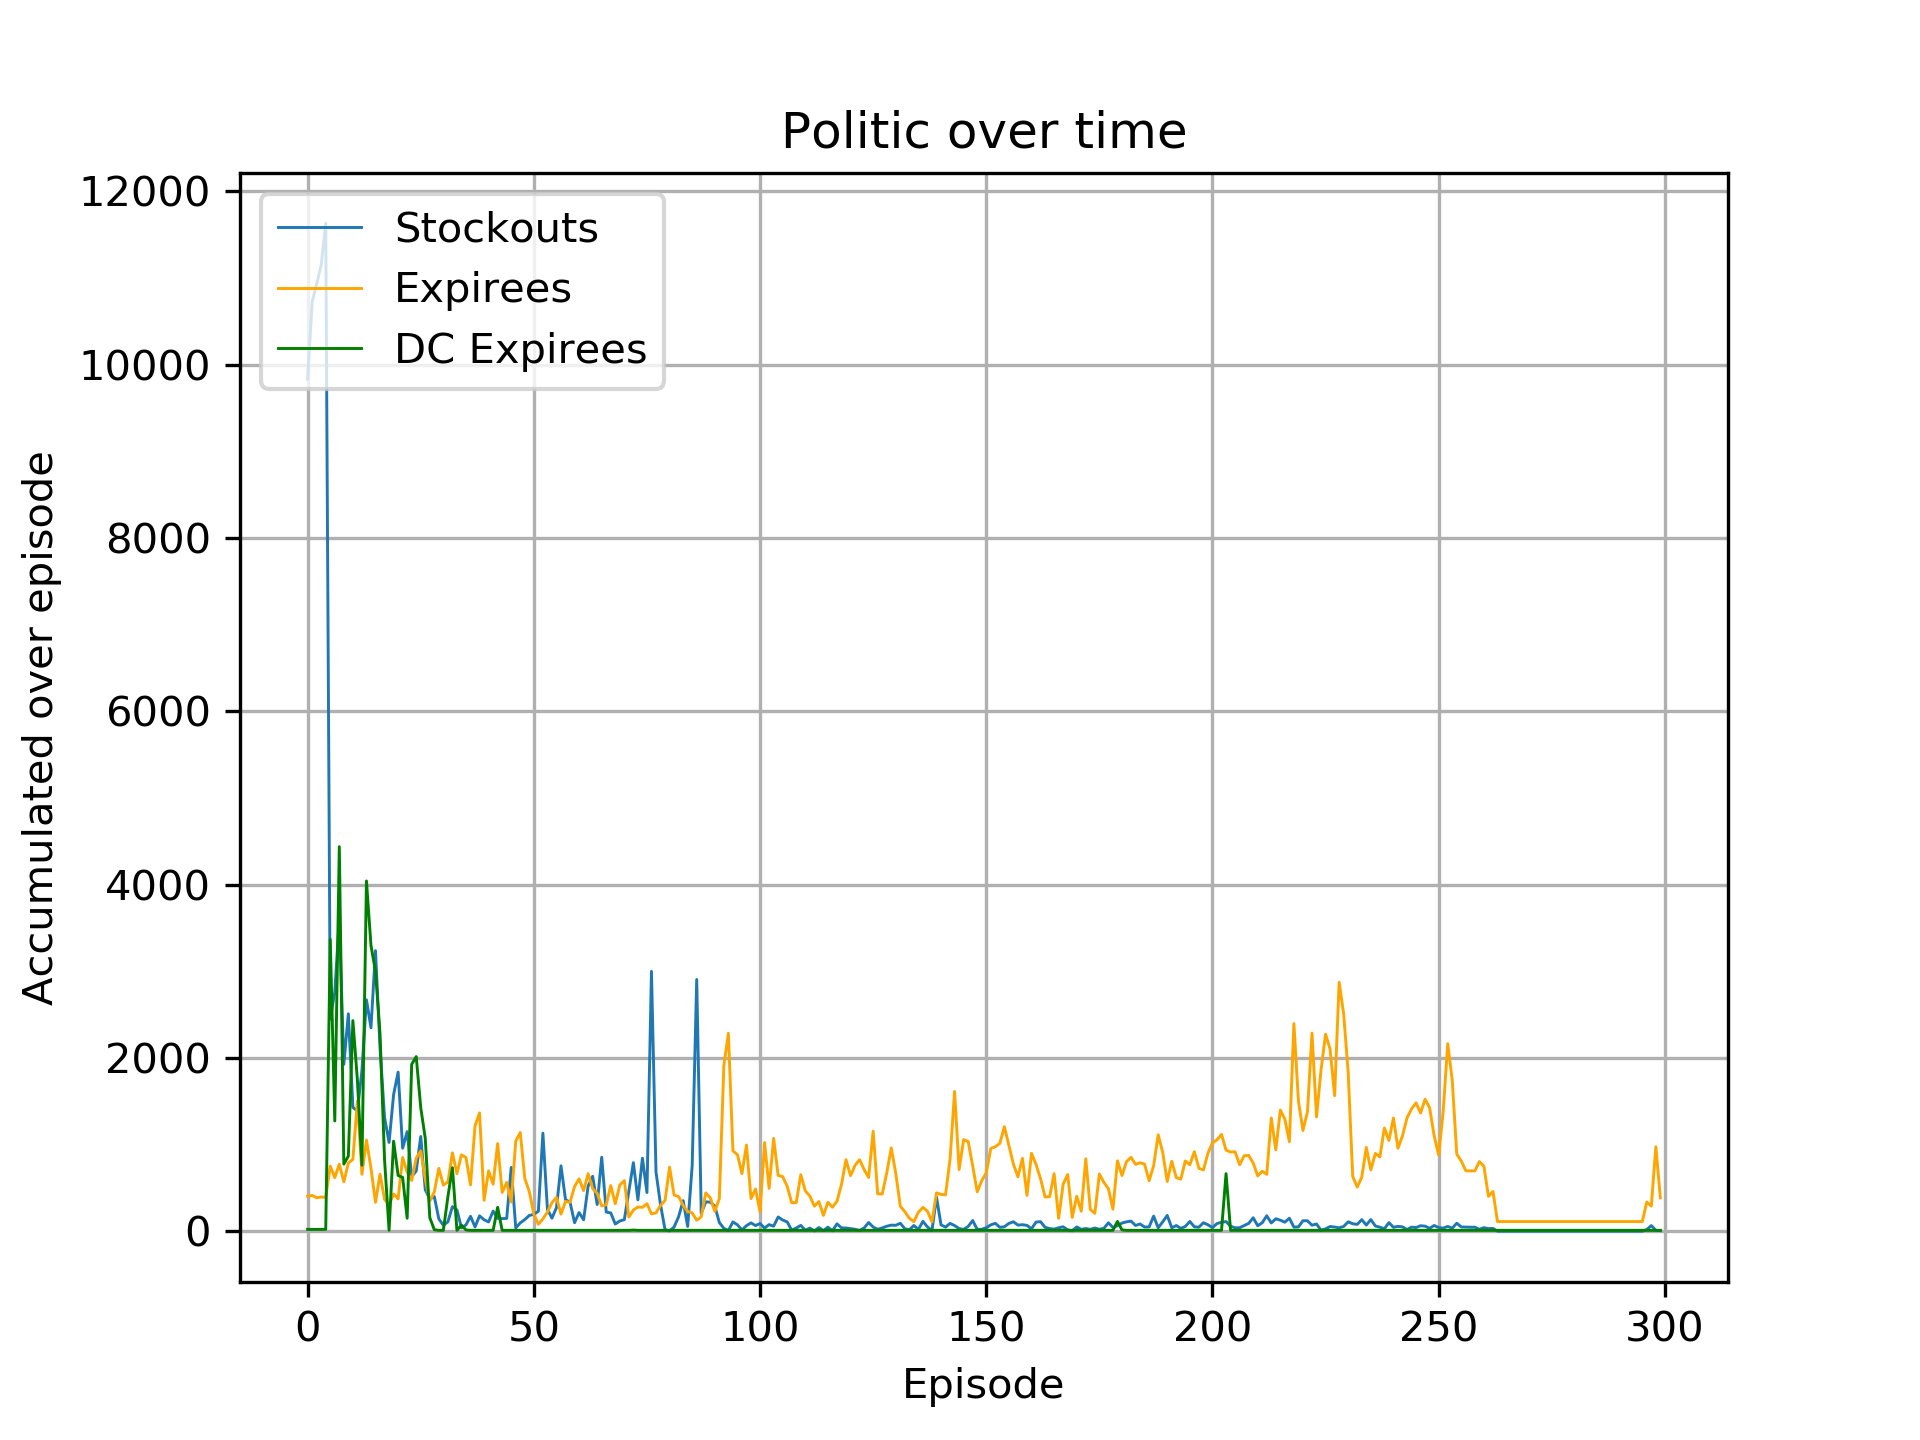 Politic over time
12000
10000
8000
6000
4000
2000
0
Accumulated over episode
Stockouts
Expirees
DC Expirees
0 50 100 150 200 250 300
Episode